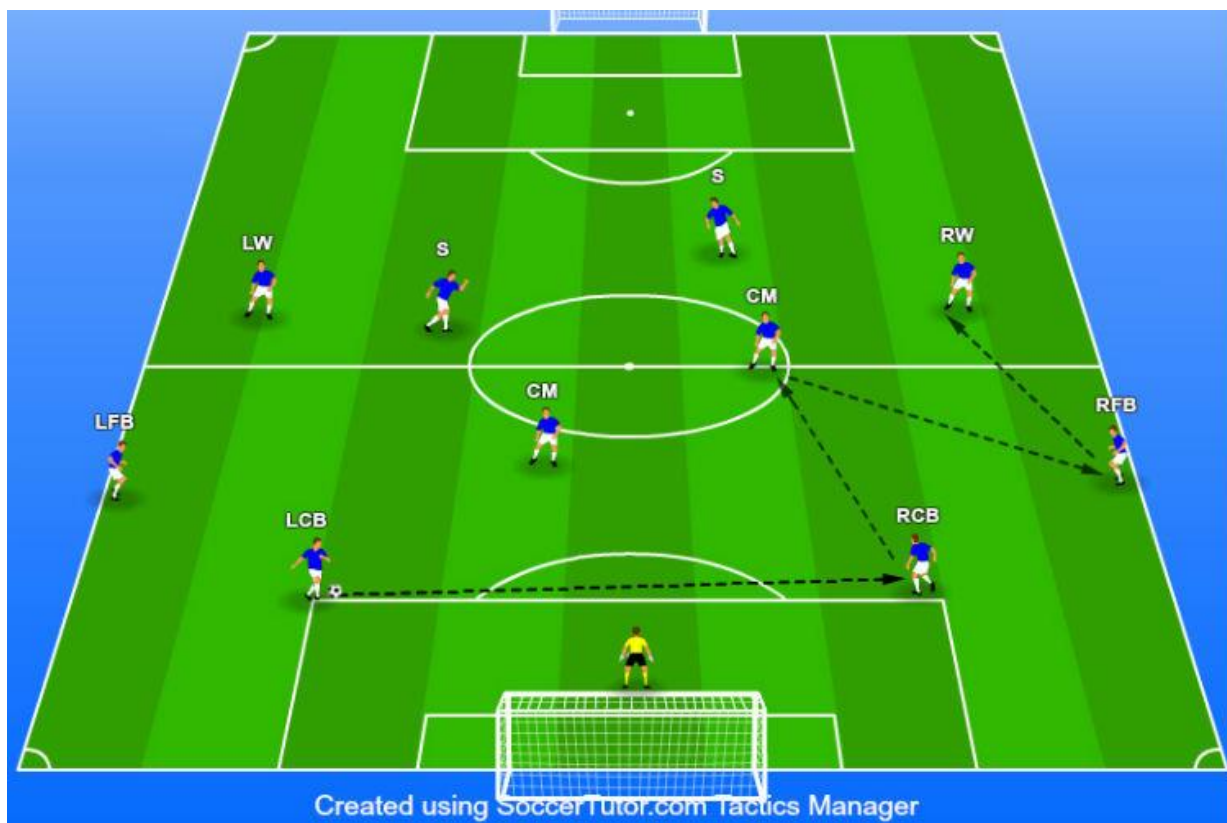 S
LW
S
RW
CM
CM
LFB
RFB
LCB
RCB
Created using SoccerTutor.com Tactics Manager